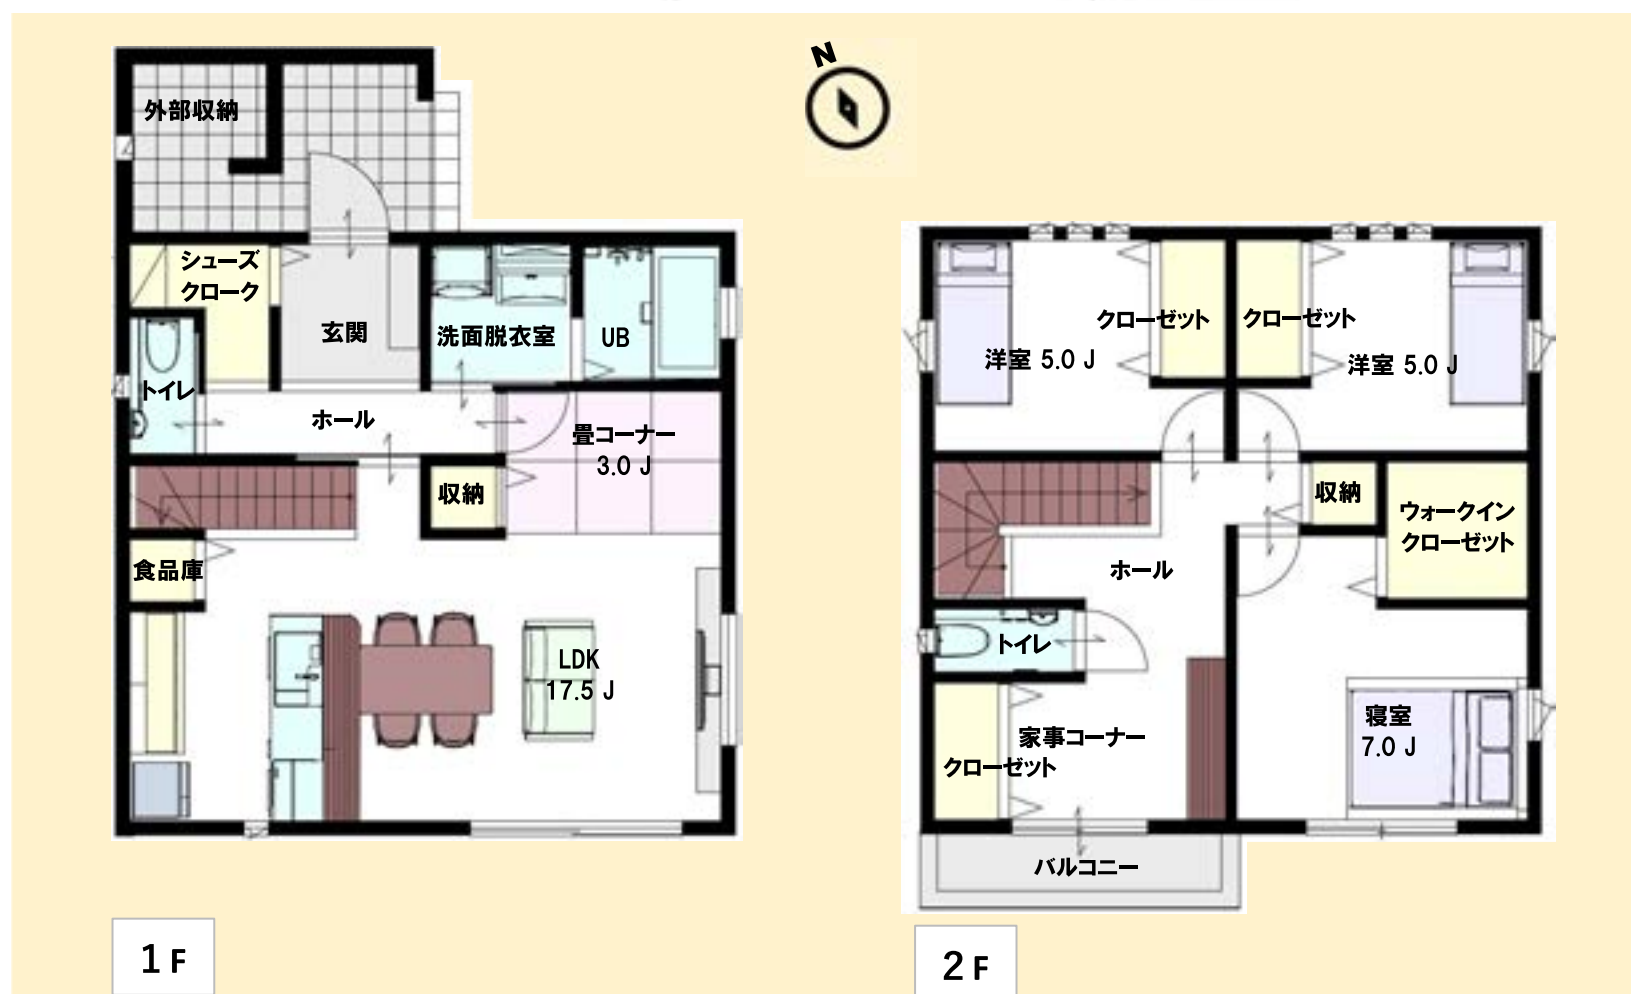 N
外部収納
シューズ
クローク
玄関
洗面脱衣室
UB
トイレ
ホール
畳コーナー
3.0 J
収納
食品庫
LDK
17.5 J
1F
クローゼット
クローゼット
洋室 5.0 J
洋室 5.0 J
収納
ウォークイン
クローゼット
ホール
トイレ
寝室
7.0 J
家事コーナー
クローゼット
バルコニー
2F